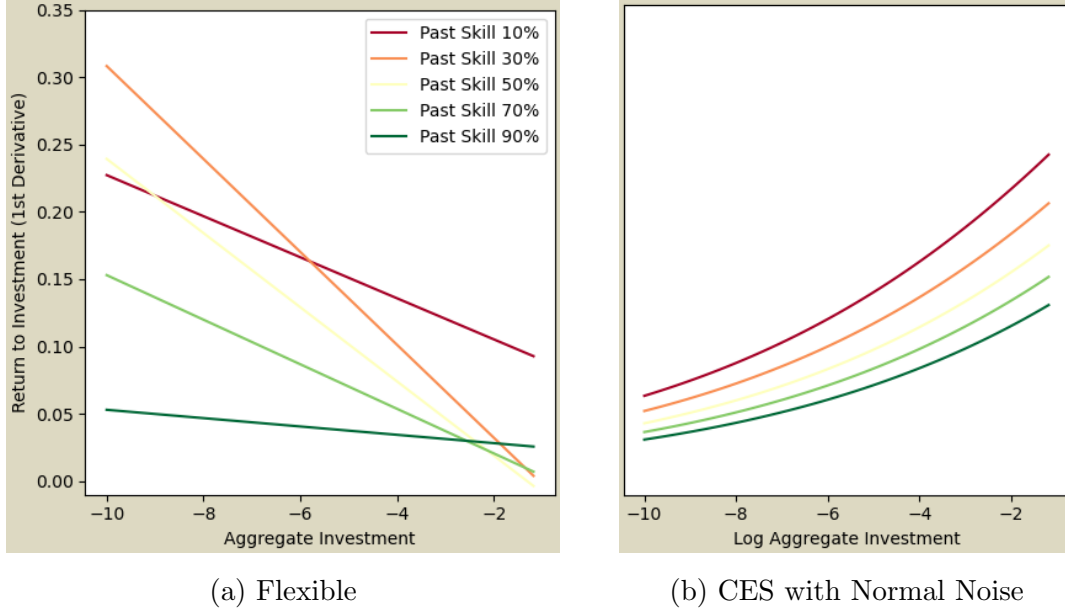 0.35
0.30
0.25
0.20
0.15
0.10
0.05
0.00
Return to Investment (1st Derivative)
Past Skill 10%
Past Skill 30%
Past Skill 50%
Past Skill 70%
Past Skill 90%
−10 −8 −6 −4 −2
Aggregate Investment
(a) Flexible
−10 −8 −6 −4 −2
Log Aggregate Investment
(b) CES with Normal Noise